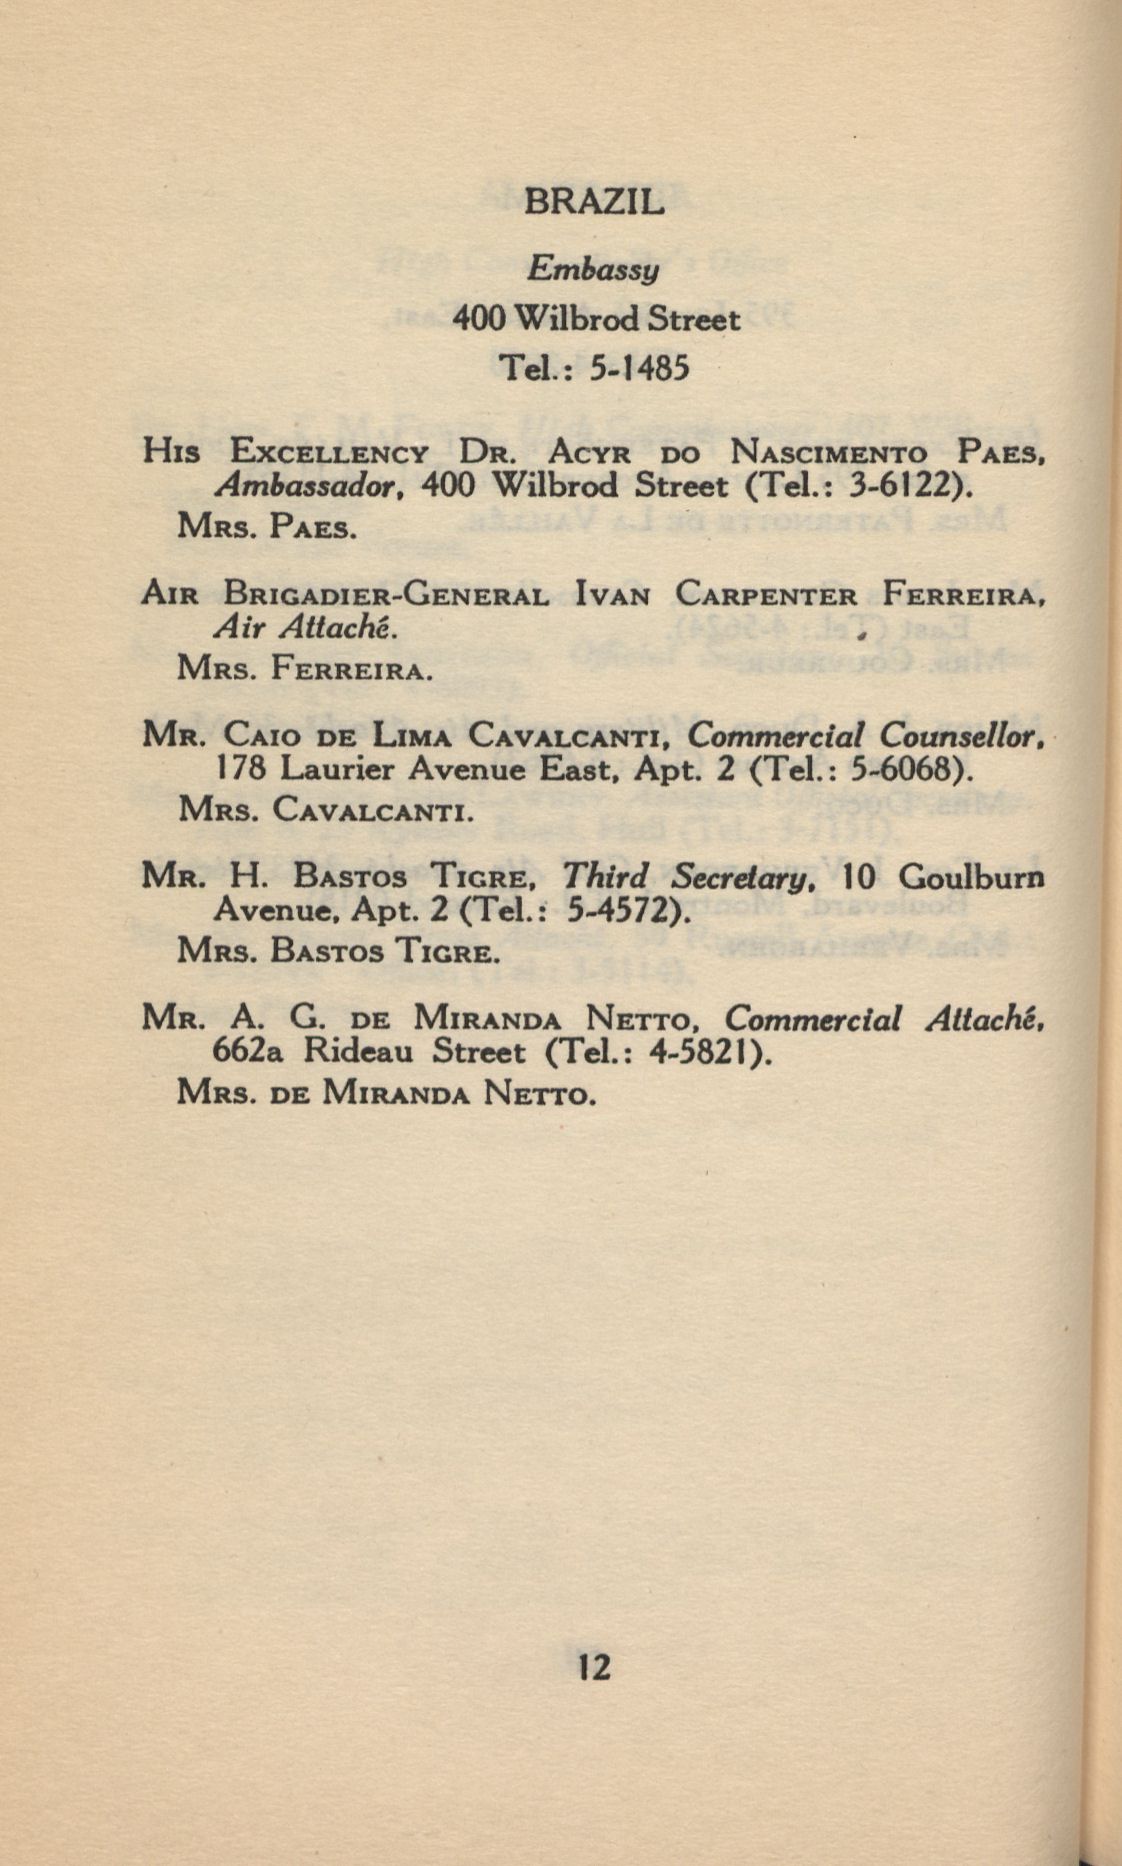 BRAZIL
Embassy
400 Wilbrod Street
Tel.: 5-1485
His Excellency Dr. Acyr do Nascimento Paes,
Ambassador, 400 Wilbrod Street (Tel.: 3-6122).
Mrs. Paes.
Air Brigadier-General Ivan Carpenter Ferreira,
Air Attaché.
Mrs. Ferreira.
Mr. Caio de Lima Cavalcanti, Commercial Counsellor,
178 Laurier Avenue East, Apt. 2 (Tel.: 5-6068).
Mrs. Cavalcanti.
Mr. H. Bastos Tigre, Third Secretary, 10 Goulburn
Avenue, Apt. 2 (Tel.: 5-4572).
Mrs. Bastos Tigre.
Mr. A. G. de Miranda Netto, Commercial Attaché,
662a Rideau Street (Tel.: 4-5821).
Mrs. de Miranda Netto.
12